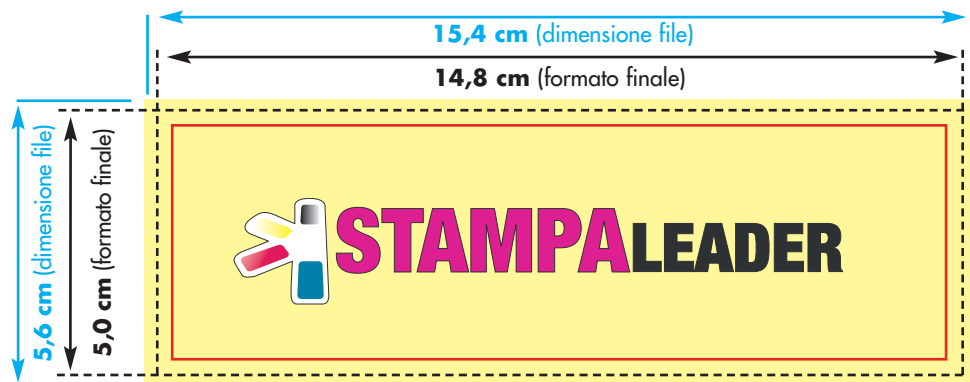 15,4 cm (dimensione file)
14,8 cm (formato finale)
5,6 cm (dimensione file)
5,0 cm (formato finale)
STAMPALEADER